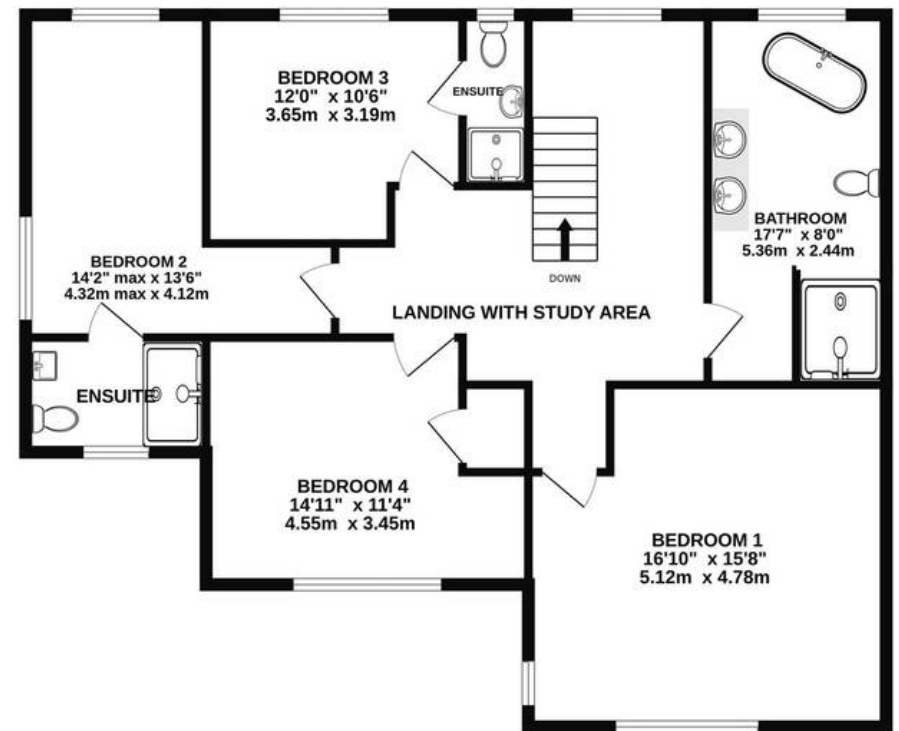 BEDROOM 3
12'0" x 10'6"
3.65m x 3.19m
ENSUITE
BATHROOM
17'7" x 8'0"
5.36m x 2.44m
BEDROOM 2
14'2" max x 13'6"
4.32m max x 4.12m
DOWN
LANDING WITH STUDY AREA
ENSUITE
BEDROOM 4
14'11" x 11'4"
4.55m x 3.45m
BEDROOM 1
16'10" x 15'8"
5.12m x 4.78m